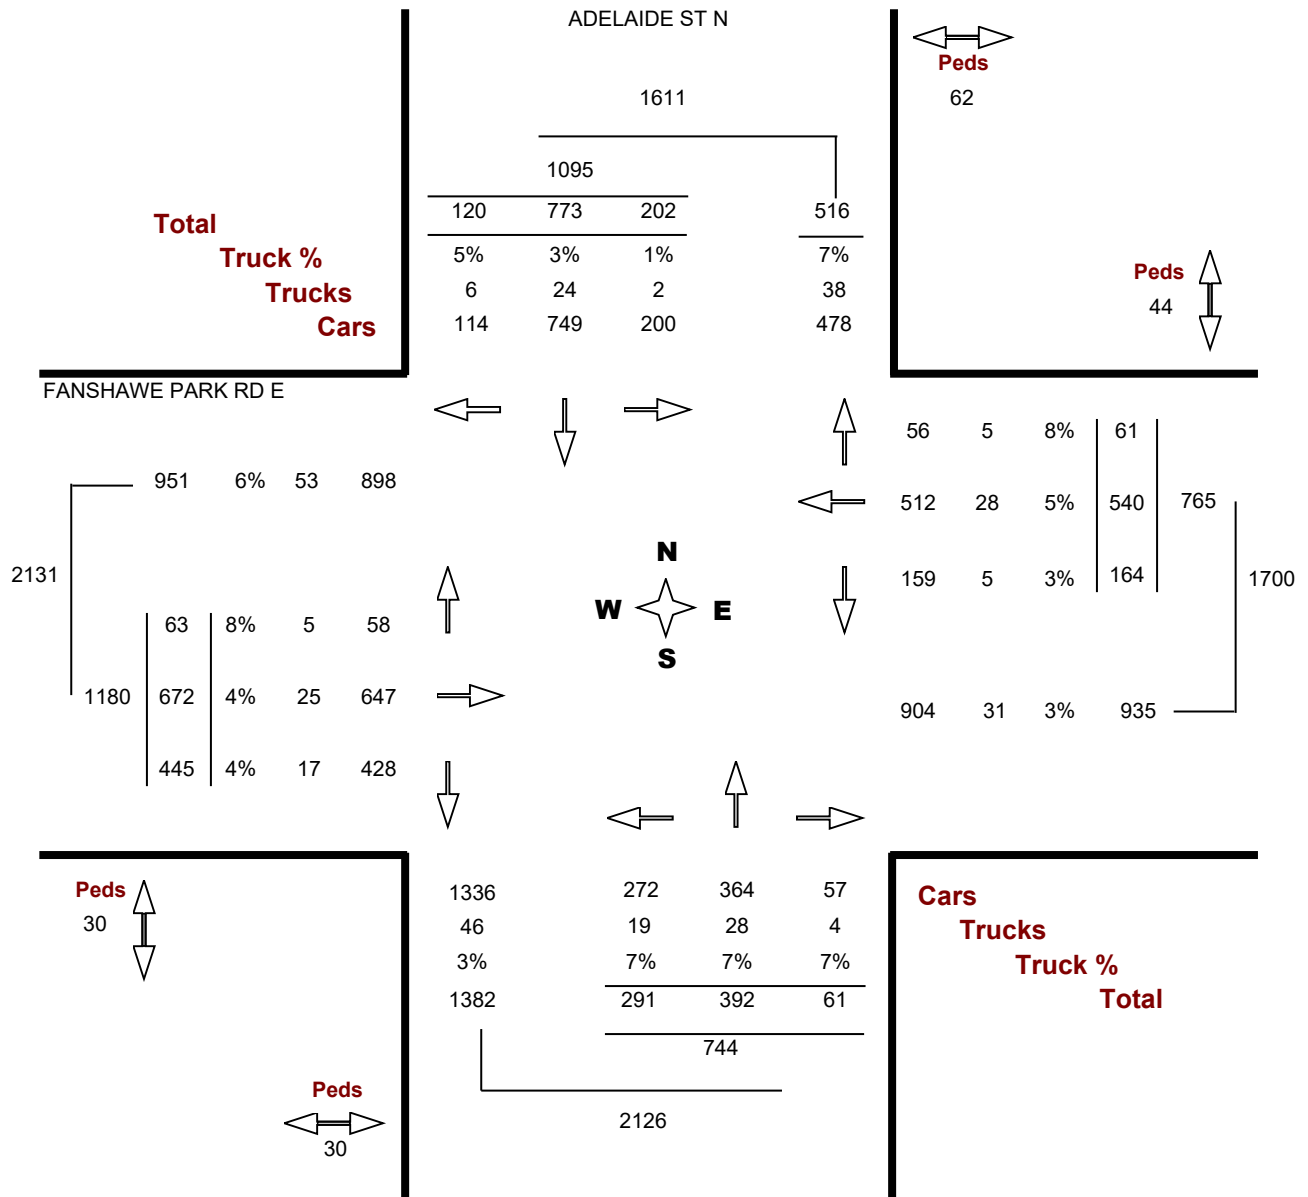 ADELAIDE ST N
Peds
62
1611
1095
Total 120 773 202 516
Truck % 5% 3% 1% 7%
Trucks 6 24 2 38
Cars 114 749 200 478
Peds
44
FANSHAWE PARK RD E
56 5 8% 61
951 6% 53 898
512 28 5% 540 765
N
2131
159 5 3% 164 1700
W E
63 8% 5 58
S
1180 672 4% 25 647
904 31 3% 935
445 4% 17 428
Peds
30
1336 272 364 57 Cars
46 19 28 4 Trucks
3% 7% 7% 7% Truck %
1382 291 392 61 Total
744
Peds
30
2126